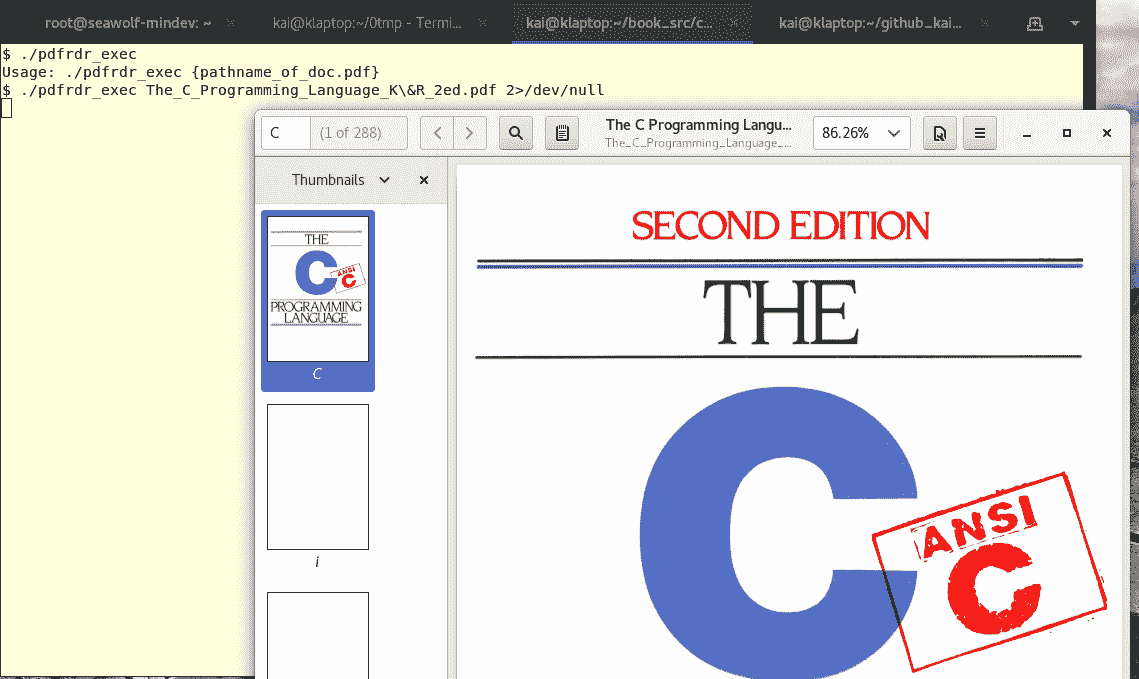 root@seawolf-mindev: ~
kai@klaptop:~/0tmp - Termi...
kai@klaptop:~/book_src/c...
kai@klaptop:~/github_kai...
$ ./pdfrdr_exec
Usage: ./pdfrdr_exec {pathname_of_doc.pdf}
$ ./pdfrdr_exec The_C_Programming_Language_K\&R_2ed.pdf 2>/dev/null
C
(1 of 288)
The C Programming Langu...
The_C_Programming_Language_...
86.26%
Thumbnails
THE
C
ANSI
C
PROGRAMMING
LANGUAGE
C
i
SECOND EDITION
THE
C
ANSI
C